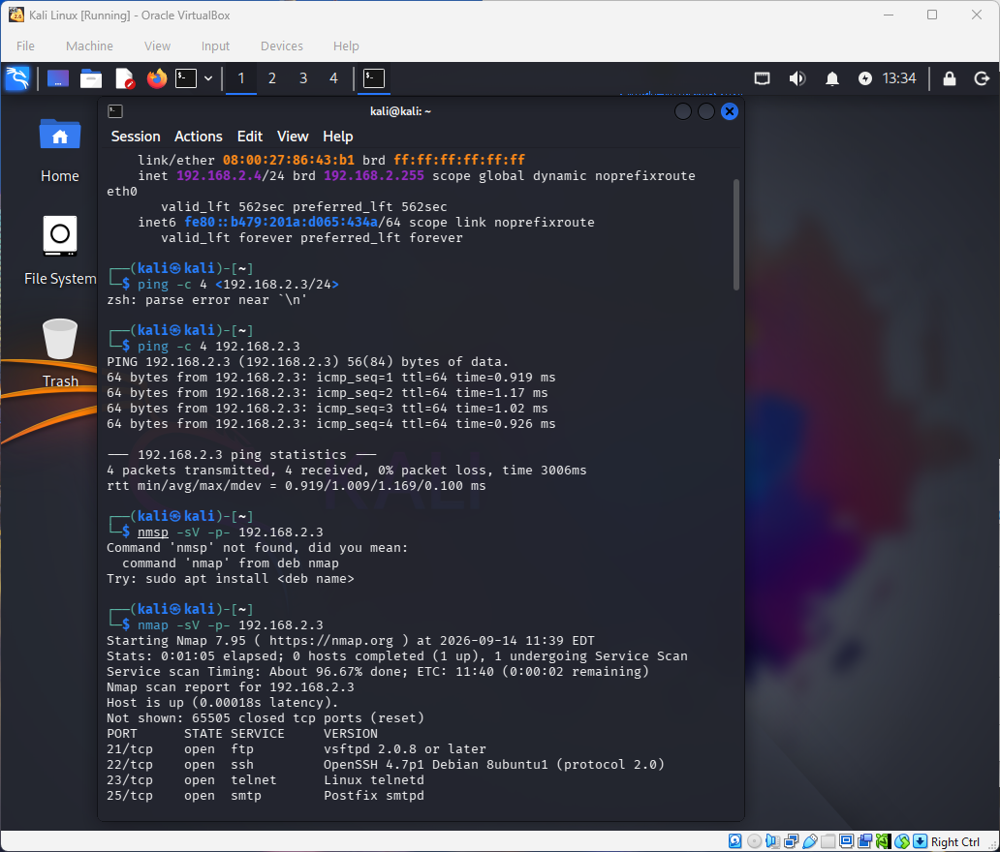 Kali Linux [Running] - Oracle VirtualBox
File Machine View Input Devices Help
1 2 3 4 13:34
kali@kali: ~
Session Actions Edit View Help
Home
File System
Trash
link/ether 08:00:27:86:43:b1 brd ff:ff:ff:ff:ff:ff
inet 192.168.2.4/24 brd 192.168.2.255 scope global dynamic noprefixroute
eth0
valid_lft 562sec preferred_lft 562sec
inet6 fe80::b479:201a:d065:434a/64 scope link noprefixroute
valid_lft forever preferred_lft forever
┌──(kali㉿kali)-[~]
└─$ ping -c 4 <192.168.2.3/24>
zsh: parse error near `\n'
┌──(kali㉿kali)-[~]
└─$ ping -c 4 192.168.2.3
PING 192.168.2.3 (192.168.2.3) 56(84) bytes of data.
64 bytes from 192.168.2.3: icmp_seq=1 ttl=64 time=0.919 ms
64 bytes from 192.168.2.3: icmp_seq=2 ttl=64 time=1.17 ms
64 bytes from 192.168.2.3: icmp_seq=3 ttl=64 time=1.02 ms
64 bytes from 192.168.2.3: icmp_seq=4 ttl=64 time=0.926 ms
--- 192.168.2.3 ping statistics ---
4 packets transmitted, 4 received, 0% packet loss, time 3006ms
rtt min/avg/max/mdev = 0.919/1.009/1.169/0.100 ms
┌──(kali㉿kali)-[~]
└─$ nmsp -sV -p- 192.168.2.3
Command 'nmsp' not found, did you mean:
command 'nmap' from deb nmap
Try: sudo apt install <deb name>
┌──(kali㉿kali)-[~]
└─$ nmap -sV -p- 192.168.2.3
Starting Nmap 7.95 ( https://nmap.org ) at 2026-09-14 11:39 EDT
Stats: 0:01:05 elapsed; 0 hosts completed (1 up), 1 undergoing Service Scan
Service scan Timing: About 96.67% done; ETC: 11:40 (0:00:02 remaining)
Nmap scan report for 192.168.2.3
Host is up (0.00018s latency).
Not shown: 65505 closed tcp ports (reset)
PORT STATE SERVICE VERSION
21/tcp open ftp vsftpd 2.0.8 or later
22/tcp open ssh OpenSSH 4.7p1 Debian 8ubuntu1 (protocol 2.0)
23/tcp open telnet Linux telnetd
25/tcp open smtp Postfix smtpd
Right Ctrl